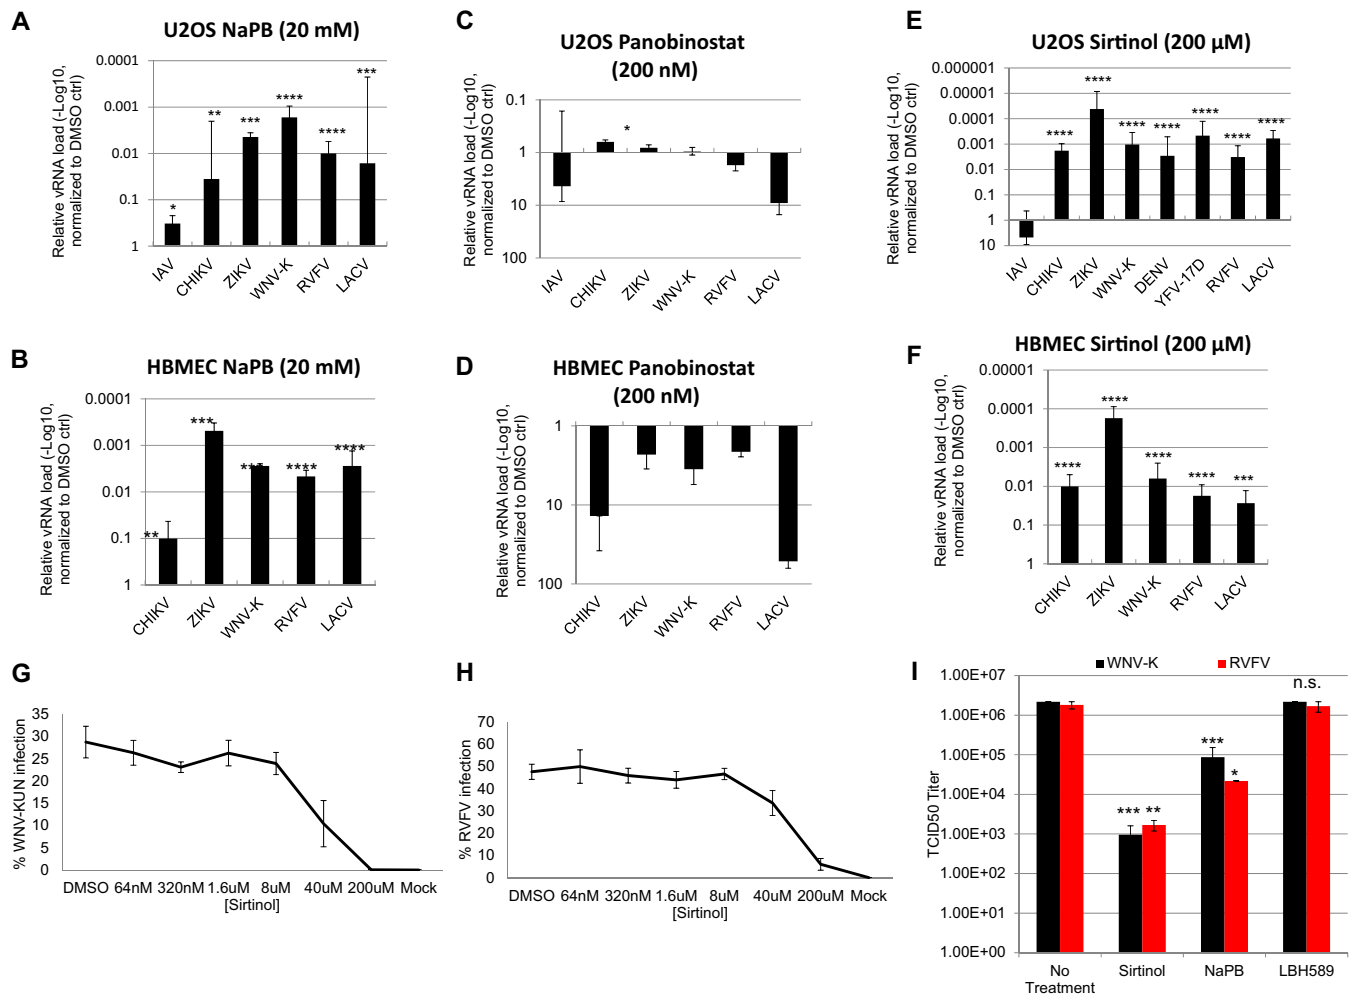 A
U2OS NaPB (20 mM)
Relative vRNA load (-Log10,
normalized to DMSO ctrl)
0.0001
0.001
0.01
0.1
1
*
**
***
****
****
***
IAV
CHIKV
ZIKV
WNV-K
RVFV
LACV
C
U2OS Panobinostat
(200 nM)
Relative vRNA load (-Log10,
normalized to DMSO ctrl)
0.1
1
10
100
*
IAV
CHIKV
ZIKV
WNV-K
RVFV
LACV
E
U2OS Sirtinol (200 µM)
Relative vRNA load (-Log10,
normalized to DMSO ctrl)
0.000001
0.00001
0.0001
0.001
0.01
0.1
1
10
****
****
****
****
****
****
****
IAV
CHIKV
ZIKV
WNV-K
DENV
YFV-17D
RVFV
LACV
B
HBMEC NaPB (20 mM)
Relative vRNA load (-Log10,
normalized to DMSO ctrl)
0.0001
0.001
0.01
0.1
1
**
***
****
****
****
CHIKV
ZIKV
WNV-K
RVFV
LACV
D
HBMEC Panobinostat
(200 nM)
Relative vRNA load (-Log10,
normalized to DMSO ctrl)
1
10
100
CHIKV
ZIKV
WNV-K
RVFV
LACV
F
HBMEC Sirtinol (200 µM)
Relative vRNA load (-Log10,
normalized to DMSO ctrl)
0.00001
0.0001
0.001
0.01
0.1
1
****
****
****
****
***
CHIKV
ZIKV
WNV-K
RVFV
LACV
G
% WNV-KUN infection
35
30
25
20
15
10
5
0
DMSO 64nM 320nM 1.6uM 8uM 40uM 200uM Mock
[Sirtinol]
H
% RVFV infection
70
60
50
40
30
20
10
0
DMSO 64nM 320nM 1.6uM 8uM 40uM 200uM Mock
[Sirtinol]
I
WNV-K RVFV
TCID50 Titer
1.00E+07
1.00E+06
1.00E+05
1.00E+04
1.00E+03
1.00E+02
1.00E+01
1.00E+00
*** **
*** *
n.s.
No
Treatment
Sirtinol
NaPB
LBH589